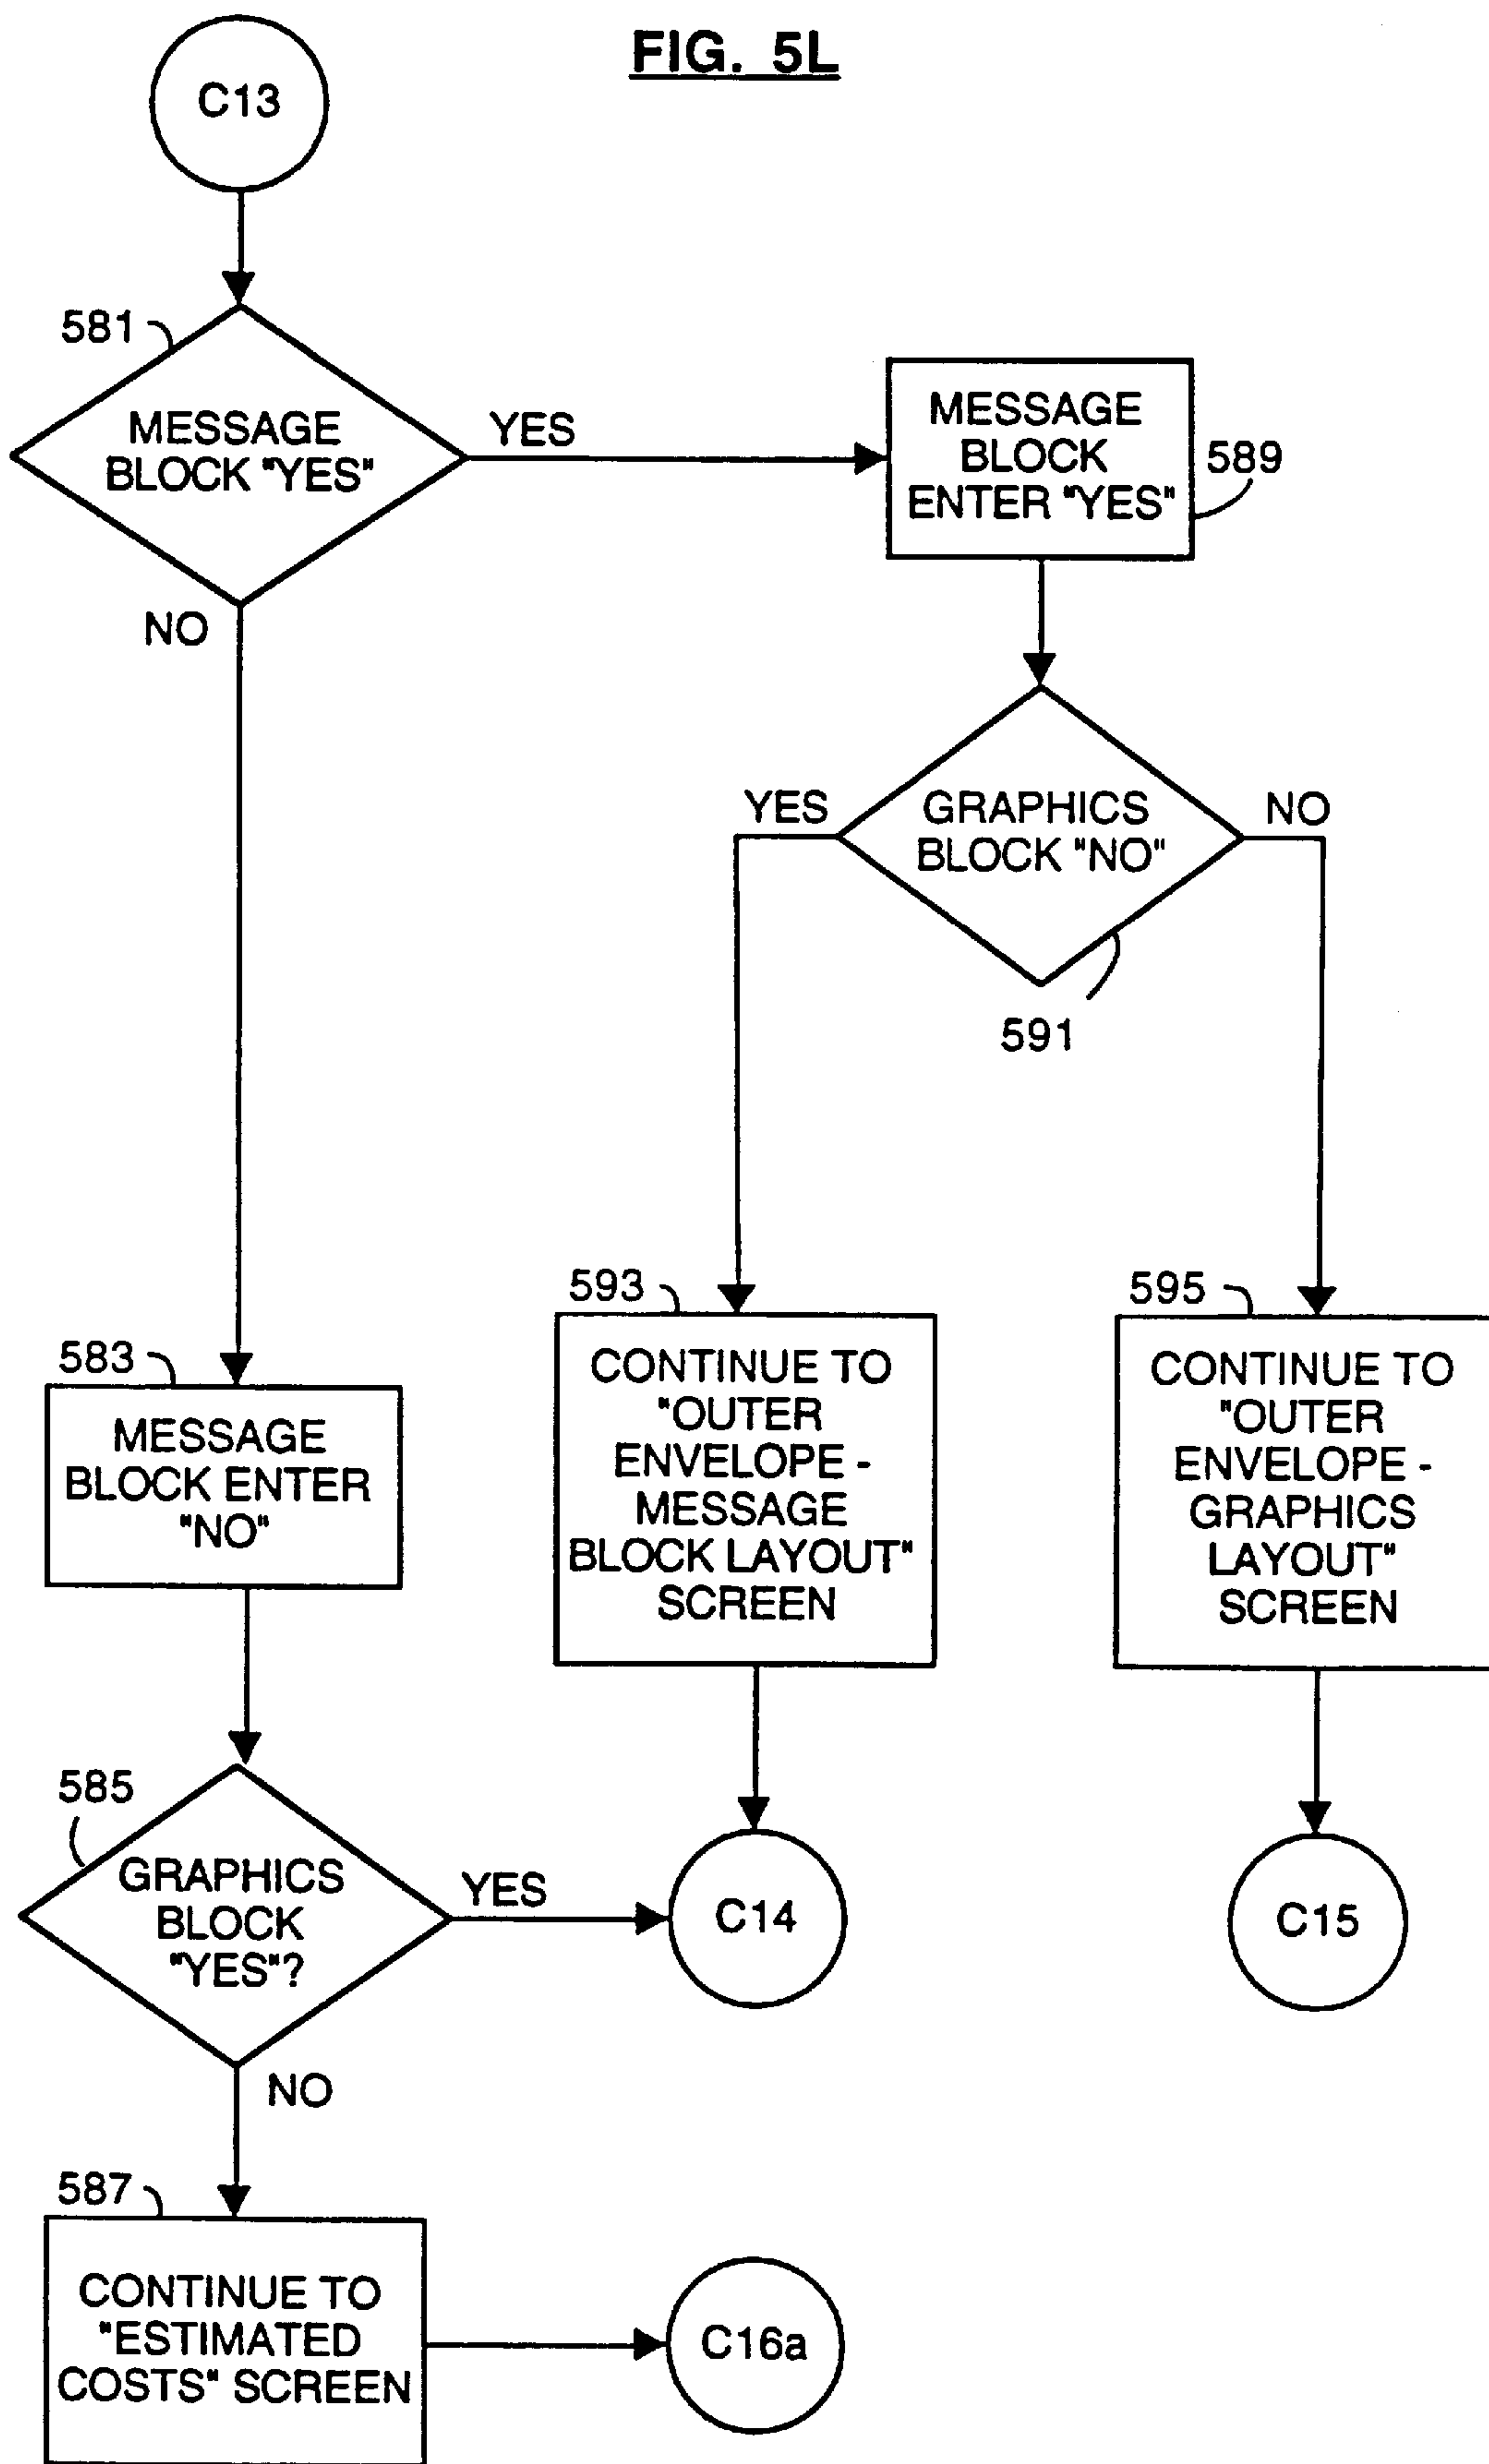 FIG. 5L
C13
581
MESSAGE
BLOCK "YES"
YES
NO
MESSAGE
BLOCK
ENTER "YES"
589
YES
GRAPHICS
BLOCK "NO"
NO
591
593
CONTINUE TO
"OUTER
ENVELOPE -
MESSAGE
BLOCK LAYOUT"
SCREEN
595
CONTINUE TO
"OUTER
ENVELOPE -
GRAPHICS
LAYOUT"
SCREEN
583
MESSAGE
BLOCK ENTER
"NO"
585
GRAPHICS
BLOCK
"YES"?
YES
C14
C15
NO
587
CONTINUE TO
"ESTIMATED
COSTS" SCREEN
C16a